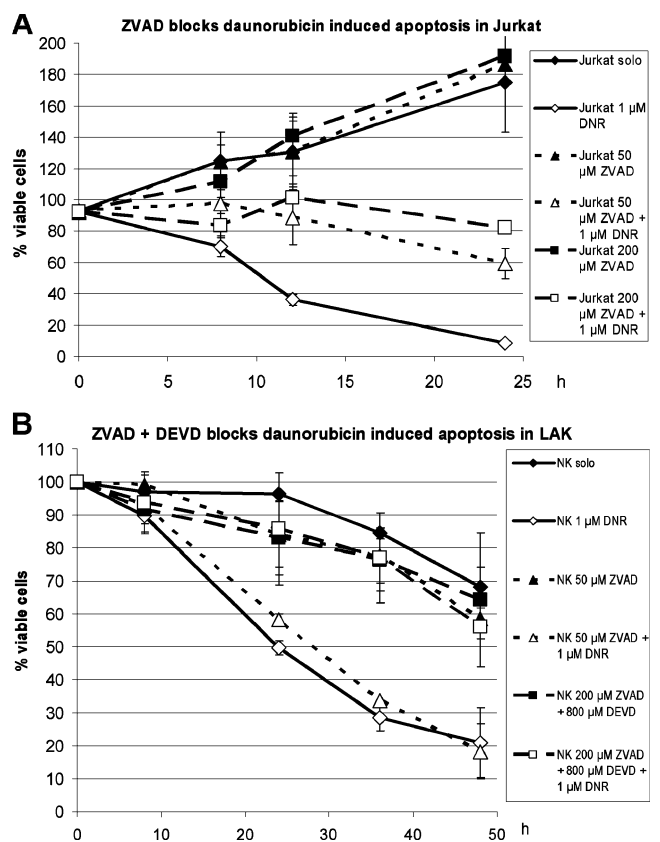 A
ZVAD blocks daunorubicin induced apoptosis in Jurkat
200
180
160
140
120
100
80
60
40
20
0
% viable cells
0
5
10
15
20
25
h
Jurkat solo
Jurkat 1 µM
DNR
Jurkat 50
µM ZVAD
Jurkat 50
µM ZVAD +
1 µM DNR
Jurkat 200
µM ZVAD
Jurkat 200
µM ZVAD +
1 µM DNR
B
ZVAD + DEVD blocks daunorubicin induced apoptosis in LAK
110
100
90
80
70
60
50
40
30
20
10
0
% viable cells
0
10
20
30
40
50
h
NK solo
NK 1 µM DNR
NK 50 µM ZVAD
NK 50 µM ZVAD +
1 µM DNR
NK 200 µM ZVAD
+ 800 µM DEVD
NK 200 µM ZVAD
+ 800 µM DEVD +
1 µM DNR